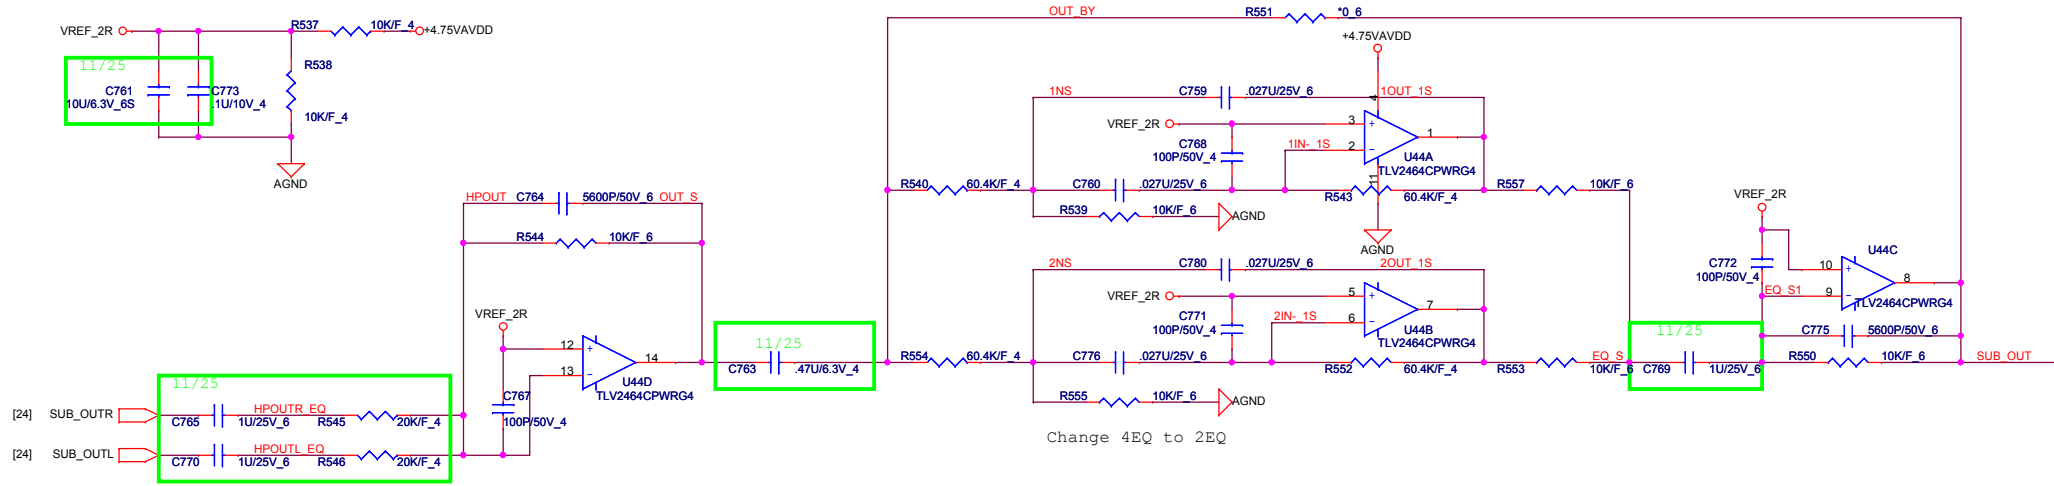 OUT_BY
R551
*0_6
R537
10K/F_4
+4.75VAVDD
VREF_2R
+4.75VAVDD
11/25
R538
C761
10U/6.3V_6S
C773
.1U/10V_4
10K/F_4
AGND
1NS
C759
.027U/25V_6
1OUT_1S
4
VREF_2R
3
+
1
C768
100P/50V_4
1IN-_1S
2
−
U44A
TLV2464CPWRG4
11
R540
60.4K/F_4
C760
.027U/25V_6
R543
60.4K/F_4
R557
10K/F_6
R539
10K/F_6
AGND
AGND
VREF_2R
HPOUT
C764
5600P/50V_6
OUT_S
R544
10K/F_6
2NS
C780
.027U/25V_6
2OUT_1S
C772
100P/50V_4
10
+
U44C
8
EQ_S1
9
−
TLV2464CPWRG4
VREF_2R
5
+
7
C771
100P/50V_4
2IN-_1S
6
−
U44B
TLV2464CPWRG4
VREF_2R
12
+
14
13
−
U44D
TLV2464CPWRG4
C767
100P/50V_4
11/25
C763
.47U/6.3V_4
R554
60.4K/F_4
C776
.027U/25V_6
R552
60.4K/F_4
R553
10K/F_6
EQ_S
11/25
C769
1U/25V_6
C775
5600P/50V_6
R550
10K/F_6
SUB_OUT
R555
10K/F_6
AGND
11/25
[24]
SUB_OUTR
C765
HPOUTR_EQ
1U/25V_6
R545
20K/F_4
[24]
SUB_OUTL
C770
HPOUTL_EQ
1U/25V_6
R546
20K/F_4
Change 4EQ to 2EQ